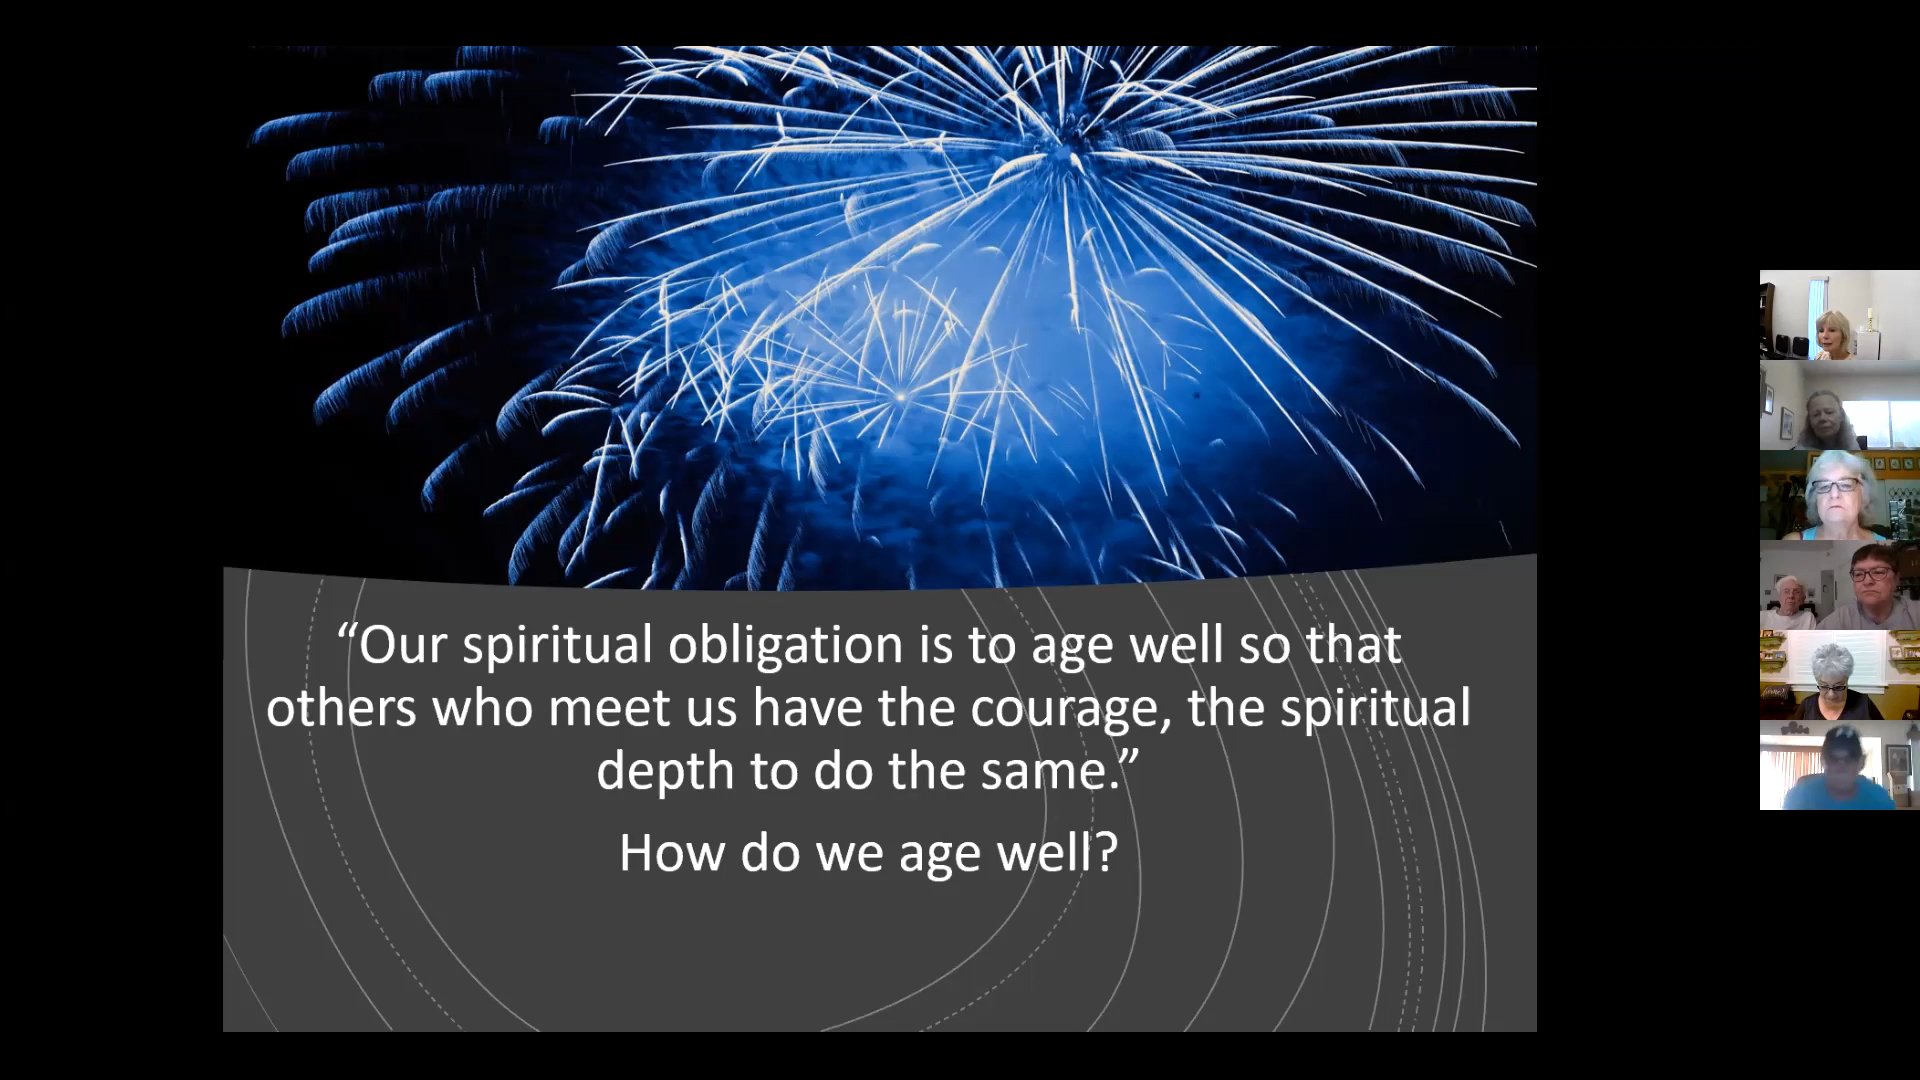 “Our spiritual obligation is to age well so that
others who meet us have the courage, the spiritual
depth to do the same.”
How do we age well?